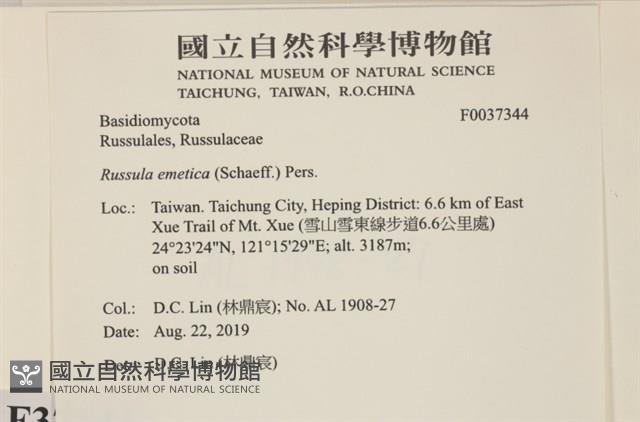 國立自然科學博物館
NATIONAL MUSEUM OF NATURAL SCIENCE
TAICHUNG, TAIWAN, R.O.CHINA
Basidiomycota F0037344
Russulales, Russulaceae
Russula emetica (Schaeff.) Pers.
Loc.: Taiwan. Taichung City, Heping District: 6.6 km of East
Xue Trail of Mt. Xue (雪山雪東線步道6.6公里處)
24°23'24"N, 121°15'29"E; alt. 3187m;
on soil
Col.: D.C. Lin (林鼎宸); No. AL 1908-27
Date: Aug. 22, 2019
D.C. Lin (林鼎宸)
國立自然科學博物館
NATIONAL MUSEUM OF NATURAL SCIENCE